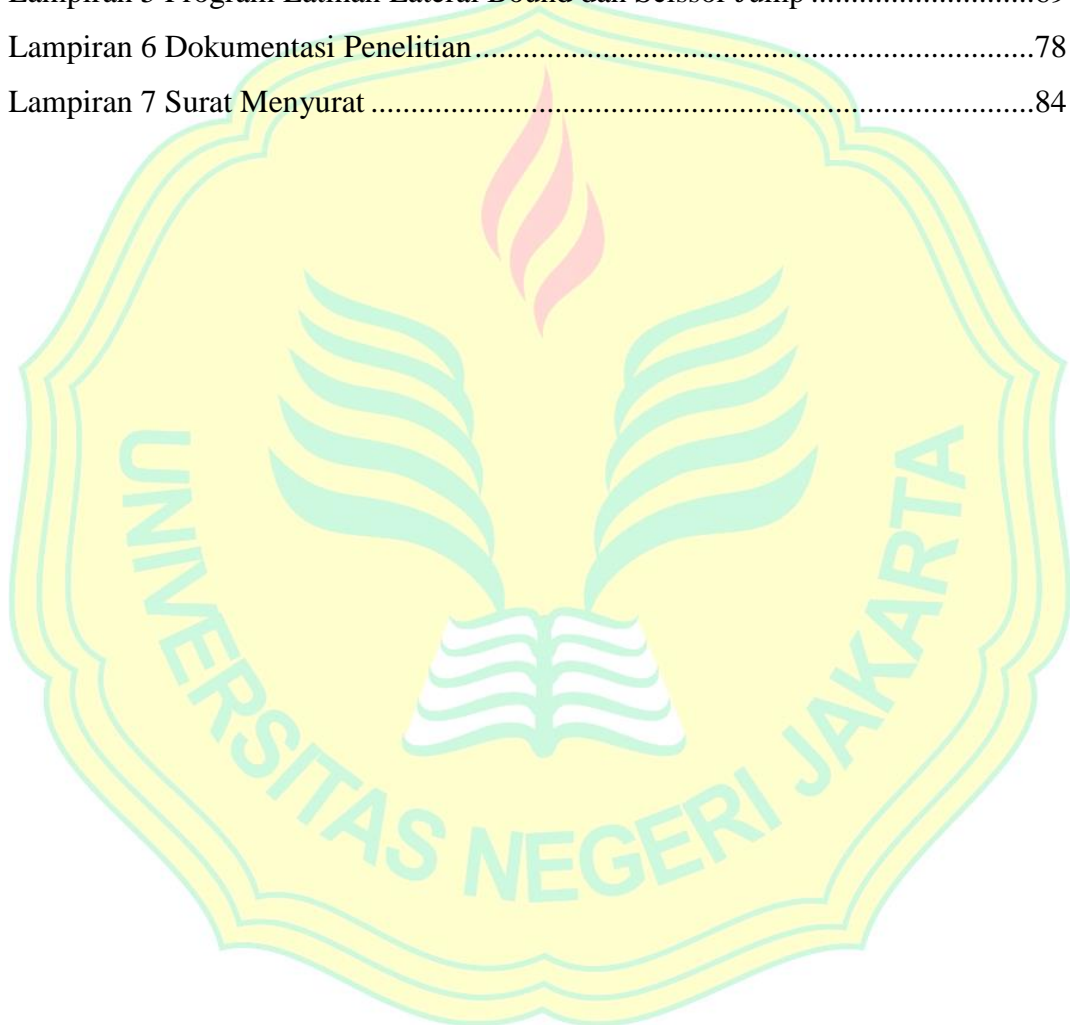 Lampiran 5 Program Latihan Lateral Bound dan Scissor Jump ............................69
Lampiran 6 Dokumentasi Penelitian......................................................................78
Lampiran 7 Surat Menyurat ...................................................................................84
UNIVERSITAS NEGERI JAKARTA